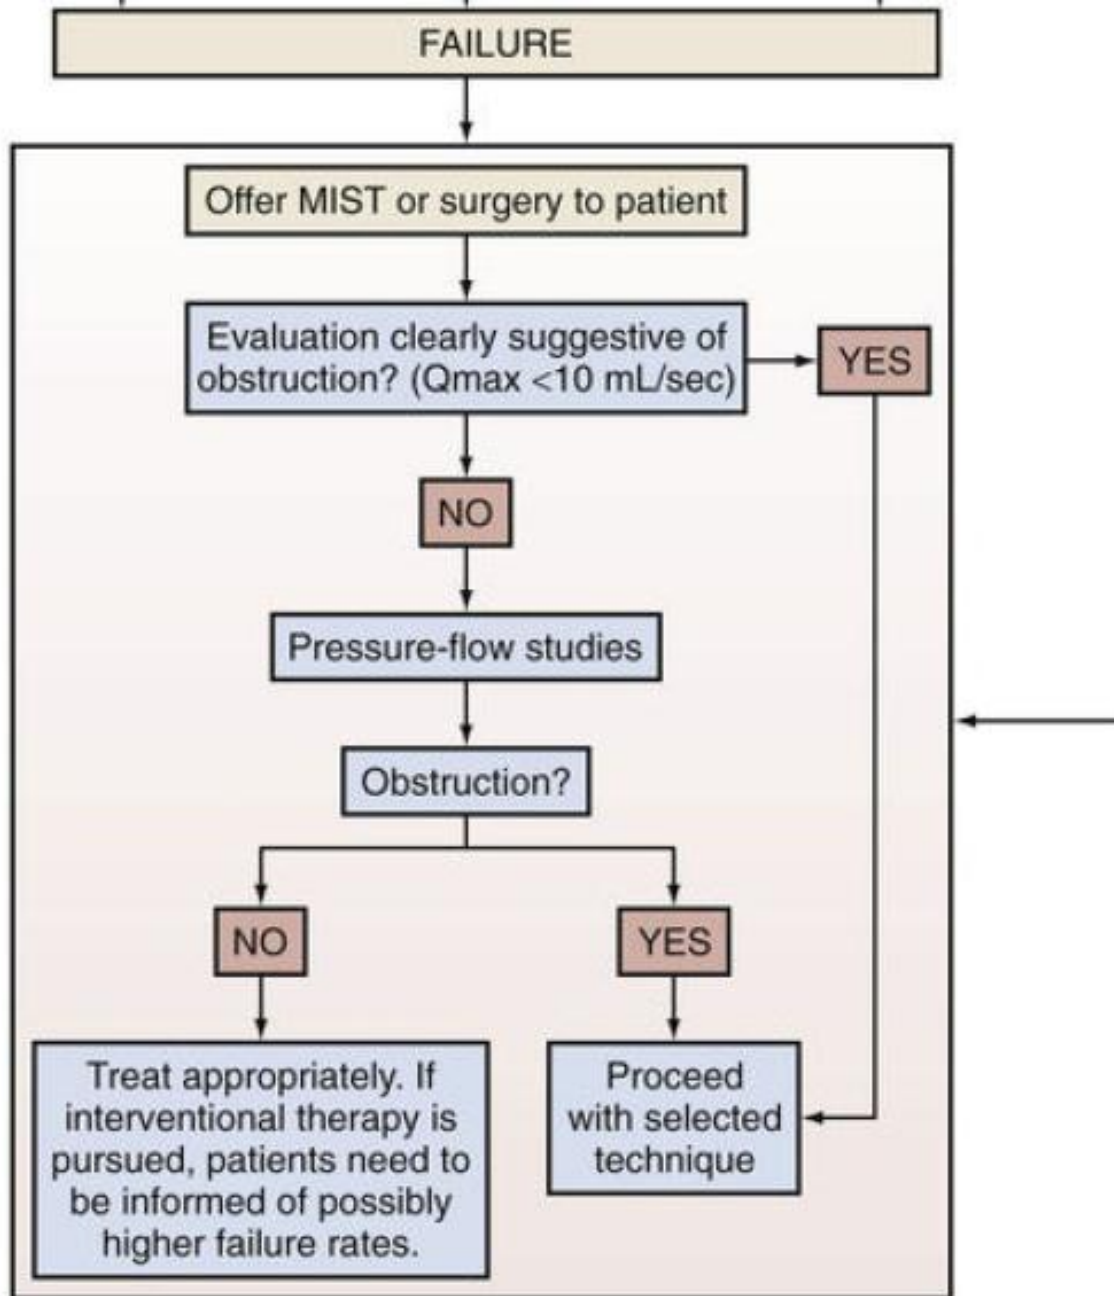 FAILURE
Offer MIST or surgery to patient
Evaluation clearly suggestive of
obstruction? (Qmax <10 mL/sec)
YES
NO
Pressure-flow studies
Obstruction?
NO
YES
Treat appropriately. If
interventional therapy is
pursued, patients need to
be informed of possibly
higher failure rates.
Proceed
with selected
technique